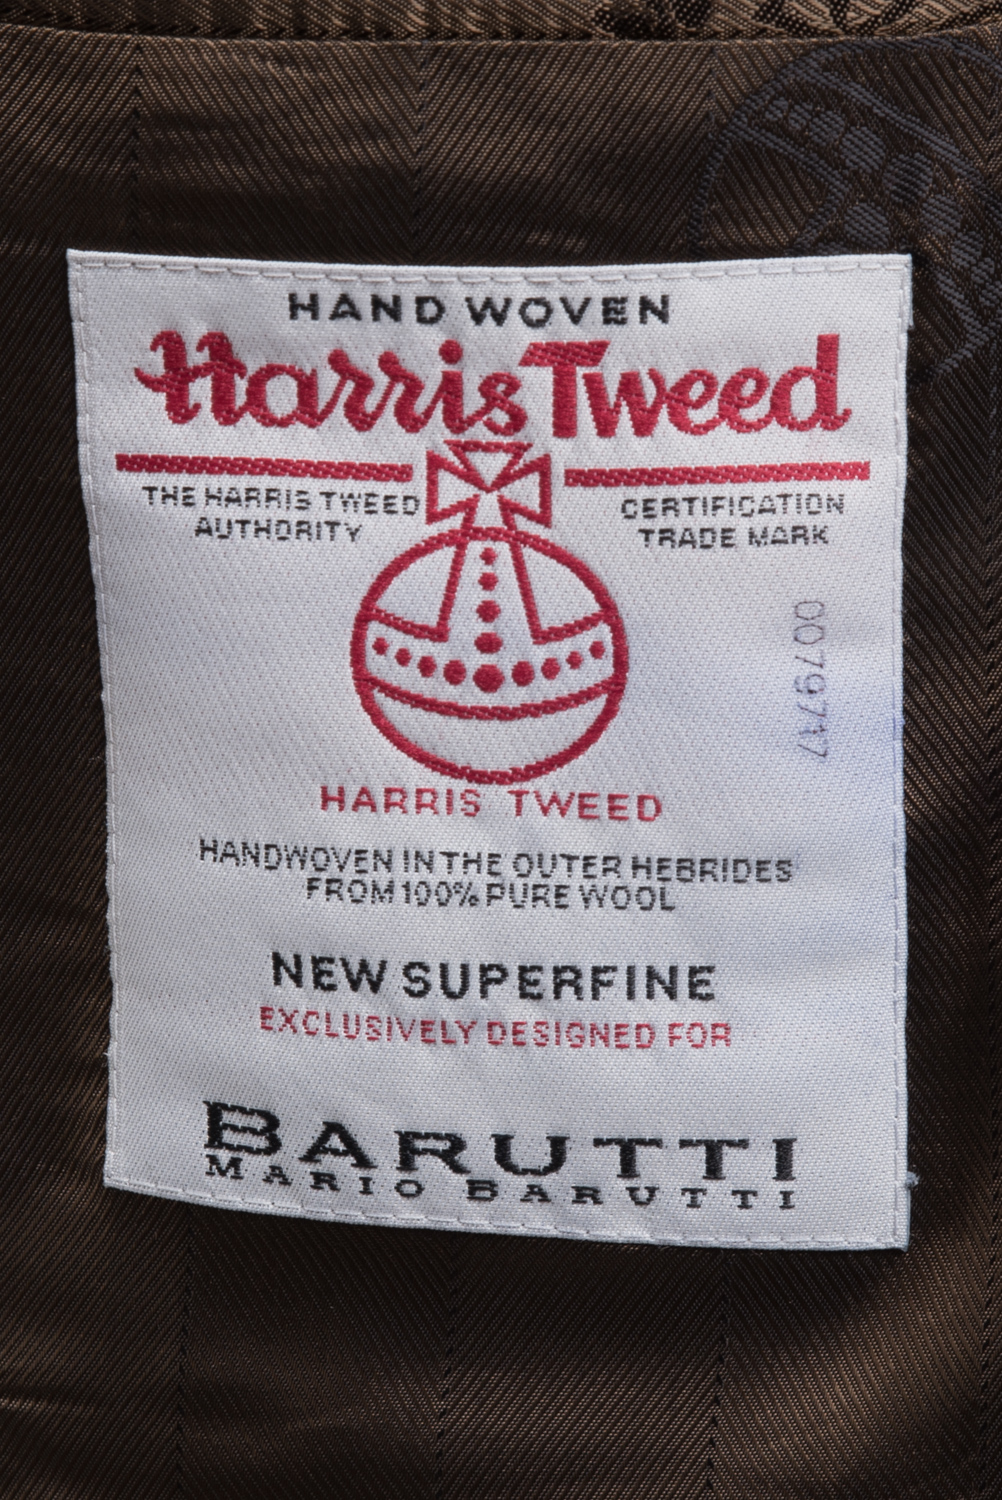 HAND WOVEN
Harris Tweed
THE HARRIS TWEED
AUTHORITY
CERTIFICATION
TRADE MARK
HARRIS TWEED
HANDWOVEN IN THE OUTER HEBRIDES
FROM 100% PURE WOOL
NEW SUPERFINE
EXCLUSIVELY DESIGNED FOR
BARUTTI
MARIO BARUTTI